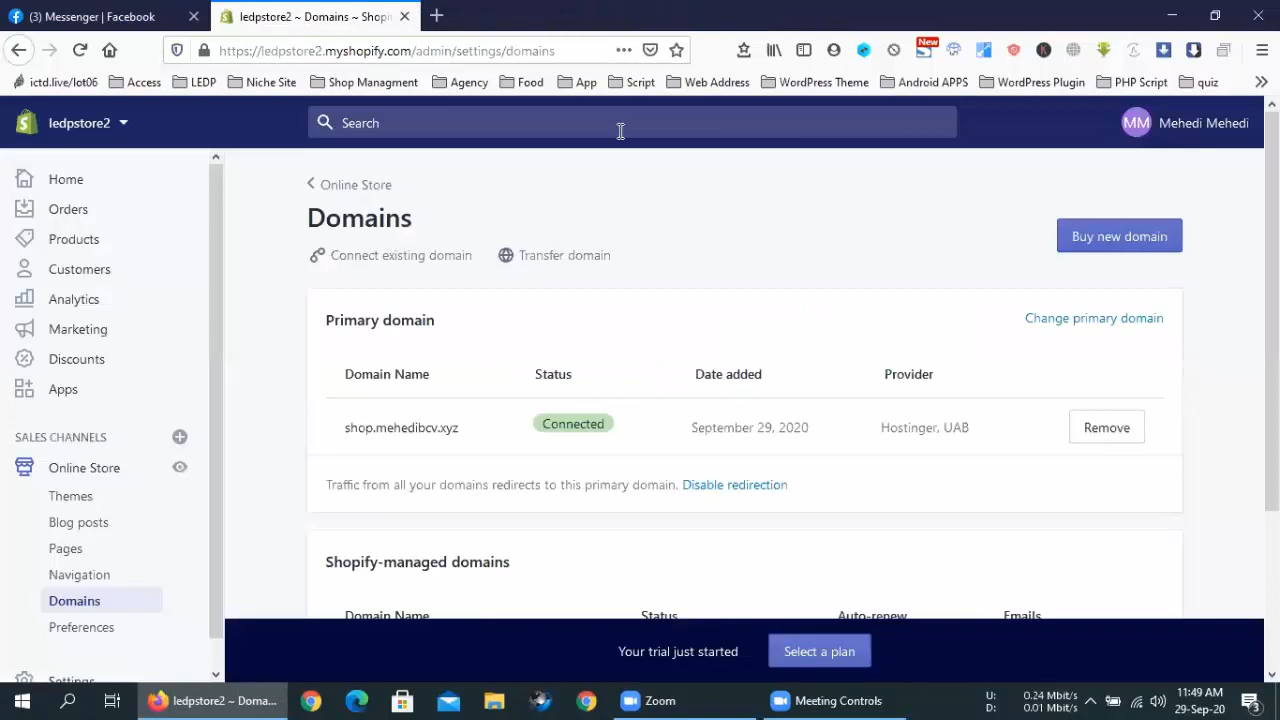 (3) Messenger | Facebook
ledpstore2 ~ Domains ~ Shopi
https://ledpstore2.myshopify.com/admin/settings/domains
New
ictd.live/lot06
Access
LEDP
Niche Site
Shop Managment
Agency
Food
App
Script
Web Address
WordPress Theme
Android APPS
WordPress Plugin
PHP Script
quiz
ledpstore2
Search
MM
Mehedi Mehedi
Home
Orders
Products
Customers
Analytics
Marketing
Discounts
Apps
SALES CHANNELS
Online Store
Themes
Blog posts
Pages
Navigation
Domains
Preferences
Settings
Online Store
Domains
Connect existing domain
Transfer domain
Buy new domain
Primary domain
Change primary domain
Domain Name Status Date added Provider
shop.mehedibcv.xyz Connected September 29, 2020 Hostinger, UAB Remove
Traffic from all your domains redirects to this primary domain. Disable redirection
Shopify-managed domains
Domain Name Status Auto-renew Emails
Your trial just started
Select a plan
ledpstore2 ~ Doma...
Zoom
Meeting Controls
U: 0.24 Mbit/s
D: 0.01 Mbit/s
11:49 AM
29-Sep-20
3